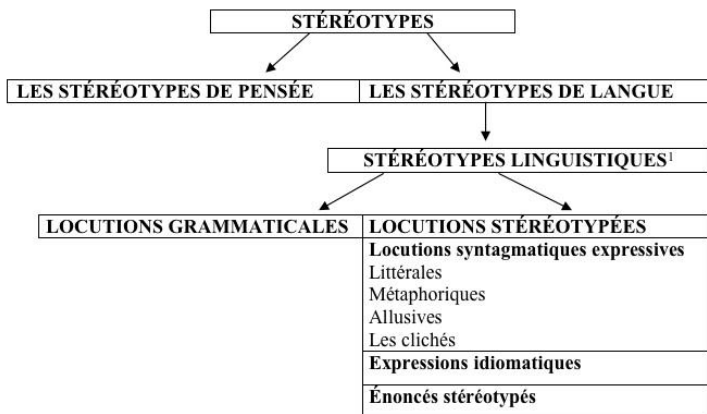 STÉRÉOTYPES
LES STÉRÉOTYPES DE PENSÉE
LES STÉRÉOTYPES DE LANGUE
STÉRÉOTYPES LINGUISTIQUES¹
LOCUTIONS GRAMMATICALES
LOCUTIONS STÉRÉOTYPÉES
Locutions syntagmatiques expressives
Littérales
Métaphoriques
Allusives
Les clichés
Expressions idiomatiques
Énoncés stéréotypés